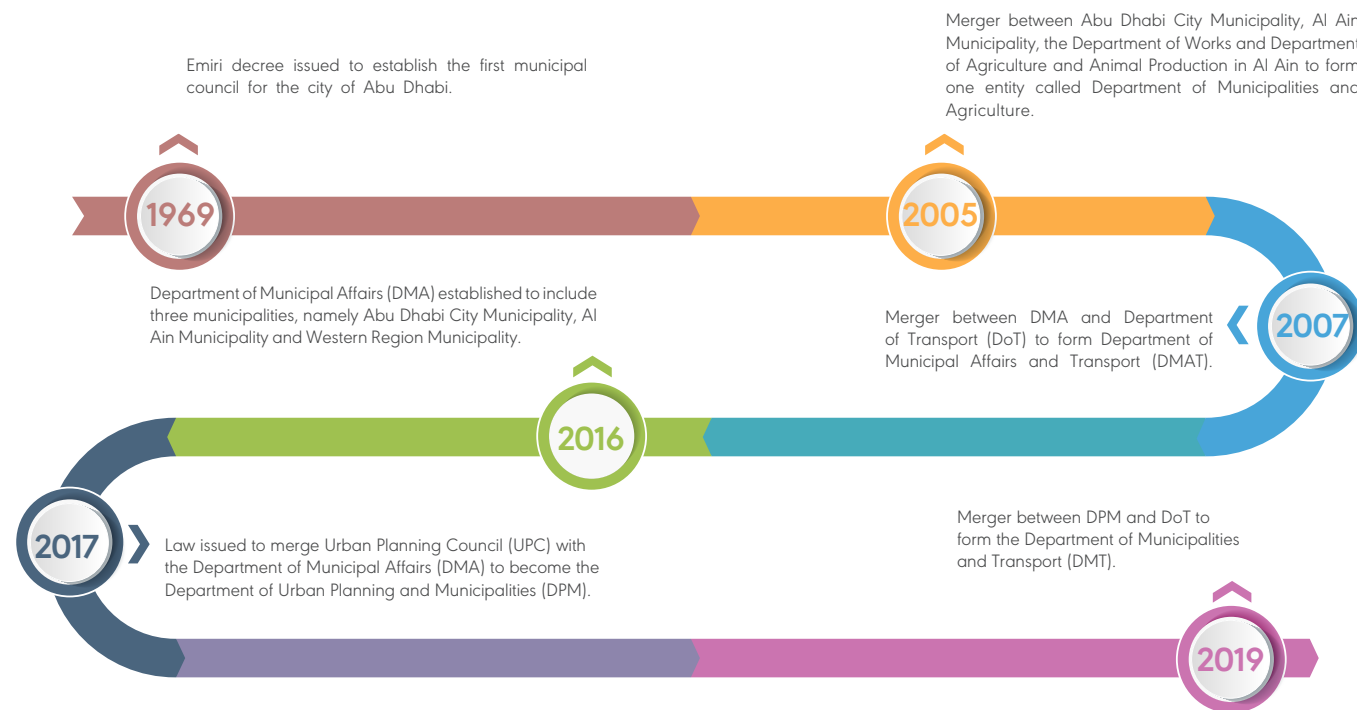 Emiri decree issued to establish the first municipal
council for the city of Abu Dhabi.
1969
Merger between Abu Dhabi City Municipality, Al Ain
Municipality, the Department of Works and Department
of Agriculture and Animal Production in Al Ain to form
one entity called Department of Municipalities and
Agriculture.
2005
Merger between DMA and Department
of Transport (DoT) to form Department of
Municipal Affairs and Transport (DMAT).
2007
Department of Municipal Affairs (DMA) established to include
three municipalities, namely Abu Dhabi City Municipality, Al
Ain Municipality and Western Region Municipality.
2016
2017
Law issued to merge Urban Planning Council (UPC) with
the Department of Municipal Affairs (DMA) to become the
Department of Urban Planning and Municipalities (DPM).
Merger between DPM and DoT to
form the Department of Municipalities
and Transport (DMT).
2019